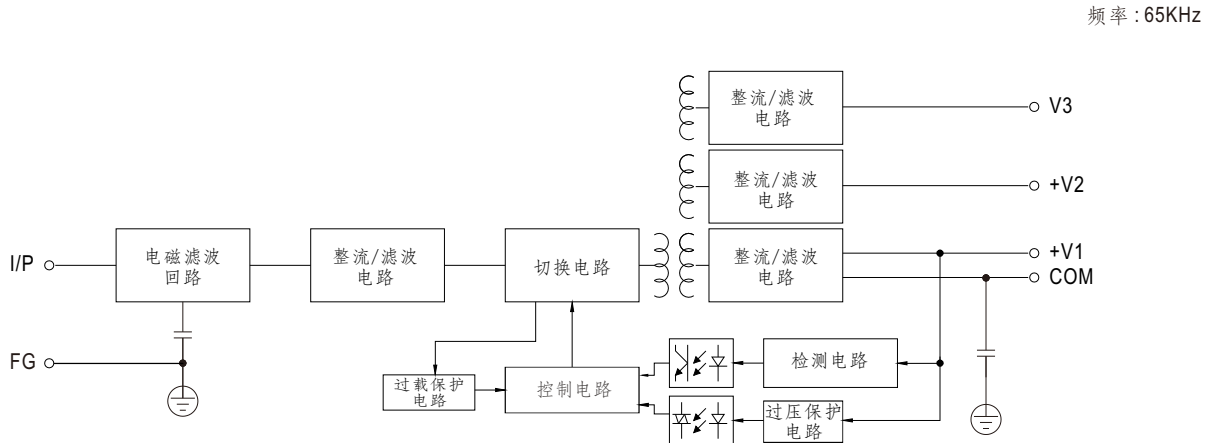 频率 : 65KHz
整流/滤波
电路
V3
整流/滤波
电路
+V2
I/P
电磁滤波
回路
整流/滤波
电路
切换电路
整流/滤波
电路
+V1
COM
FG
过载保护
电路
控制电路
检测电路
过压保护
电路